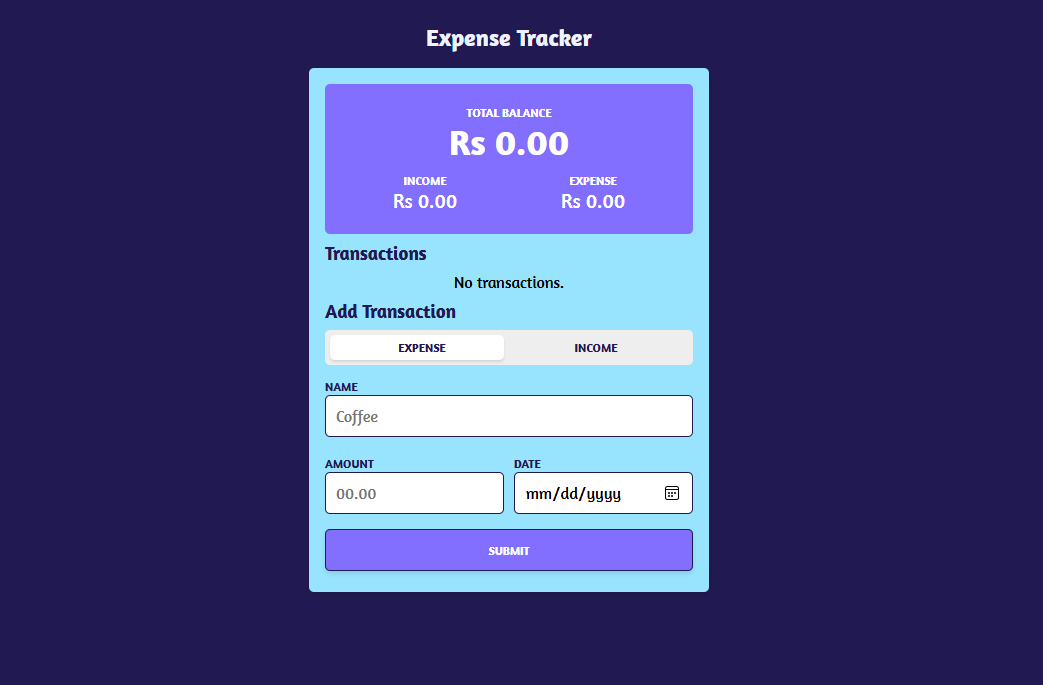 Expense Tracker
TOTAL BALANCE
Rs 0.00
INCOME EXPENSE
Rs 0.00 Rs 0.00
Transactions
No transactions.
Add Transaction
EXPENSE INCOME
NAME
Coffee
AMOUNT DATE
00.00 mm/dd/yyyy
SUBMIT